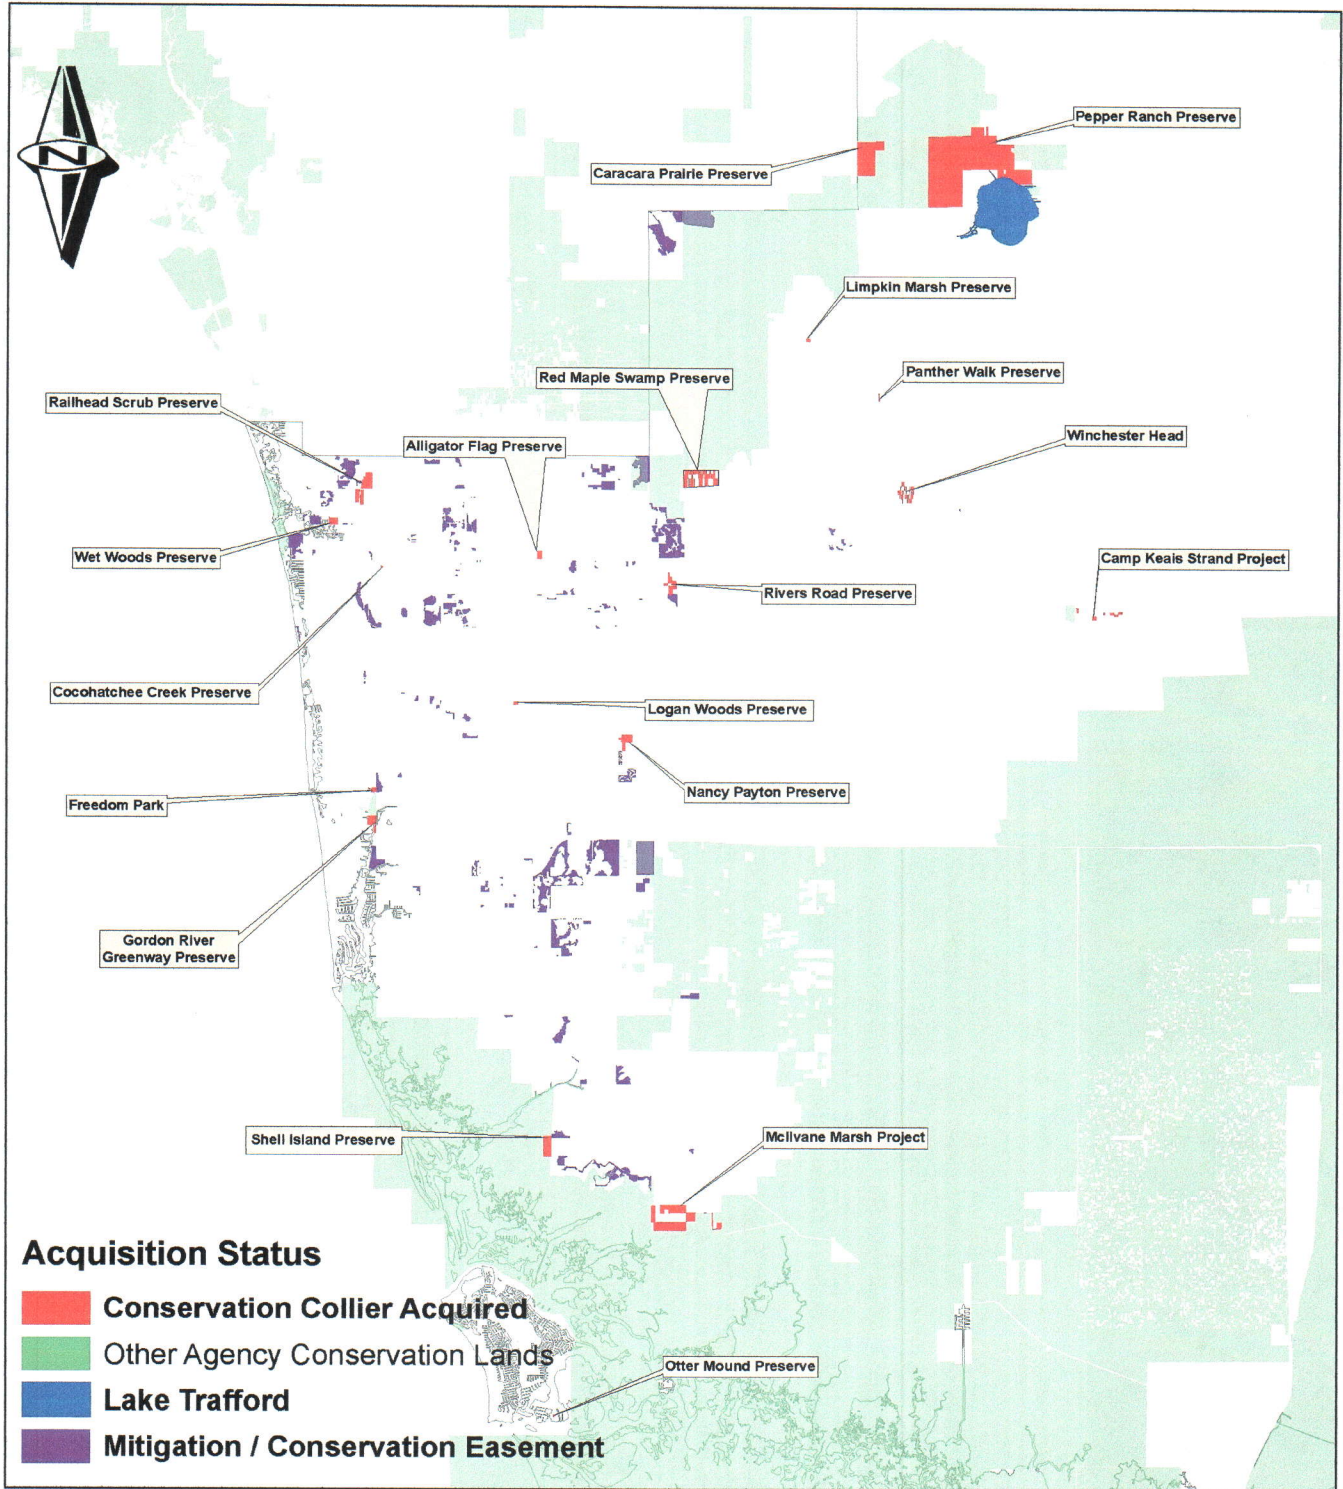 N
Pepper Ranch Preserve
Caracara Prairie Preserve
Limpkin Marsh Preserve
Panther Walk Preserve
Red Maple Swamp Preserve
Railhead Scrub Preserve
Alligator Flag Preserve
Winchester Head
Wet Woods Preserve
Camp Keais Strand Project
Rivers Road Preserve
Cocohatchee Creek Preserve
Logan Woods Preserve
Nancy Payton Preserve
Freedom Park
Gordon River
Greenway Preserve
Shell Island Preserve
McIlvane Marsh Project
Otter Mound Preserve
Acquisition Status
Conservation Collier Acquired
Other Agency Conservation Lands
Lake Trafford
Mitigation / Conservation Easement